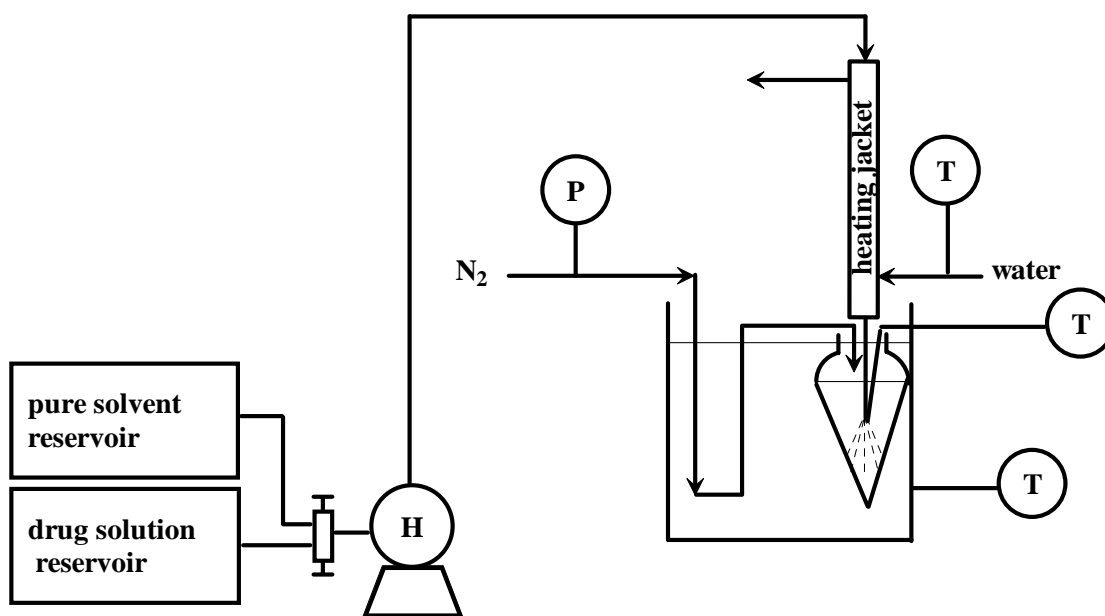 heating jacket
T
P
N₂
water
T
pure solvent
reservoir
T
drug solution
reservoir
H